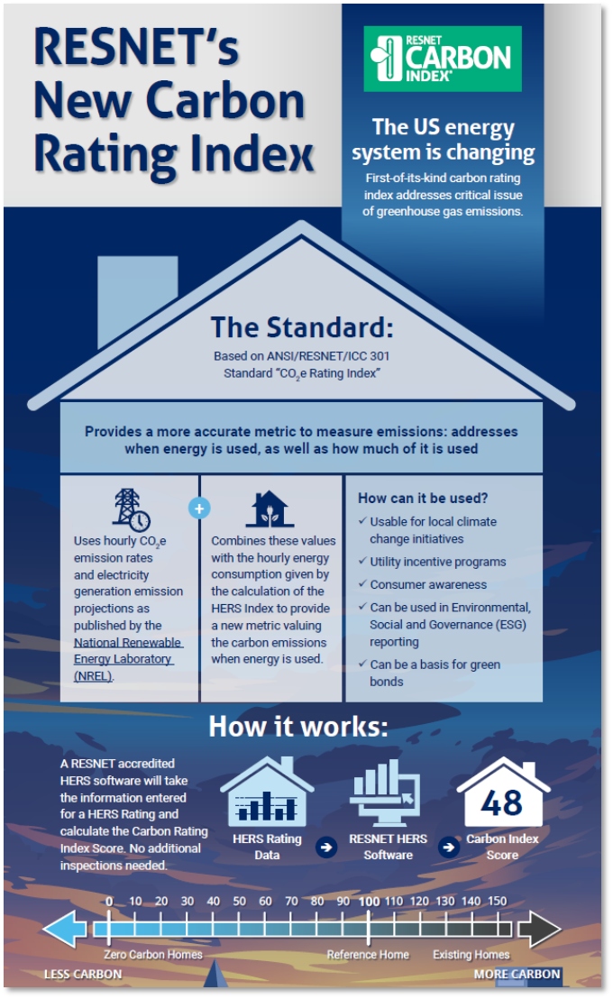 RESNET's
New Carbon
Rating Index
RESNET
CARBON
INDEX®
The US energy
system is changing
First-of-its-kind carbon rating
index addresses critical issue
of greenhouse gas emissions.
The Standard:
Based on ANSI/RESNET/ICC 301
Standard “CO₂e Rating Index”
Provides a more accurate metric to measure emissions: addresses
when energy is used, as well as how much of it is used
Uses hourly CO₂e
emission rates
and electricity
generation emission
projections as
published by the
National Renewable
Energy Laboratory
(NREL).
+
Combines these values
with the hourly energy
consumption given by
the calculation of the
HERS Index to provide
a new metric valuing
the carbon emissions
when energy is used.
How can it be used?
✓ Usable for local climate
change initiatives
✓ Utility incentive programs
✓ Consumer awareness
✓ Can be used in Environmental,
Social and Governance (ESG)
reporting
✓ Can be a basis for green
bonds
How it works:
A RESNET accredited
HERS software will take
the information entered
for a HERS Rating and
calculate the Carbon Rating
Index Score. No additional
inspections needed.
HERS Rating
Data
RESNET HERS
Software
48
Carbon Index
Score
0 10 20 30 40 50 60 70 80 90 100 110 120 130 140 150
Zero Carbon Homes Reference Home Existing Homes
LESS CARBON MORE CARBON